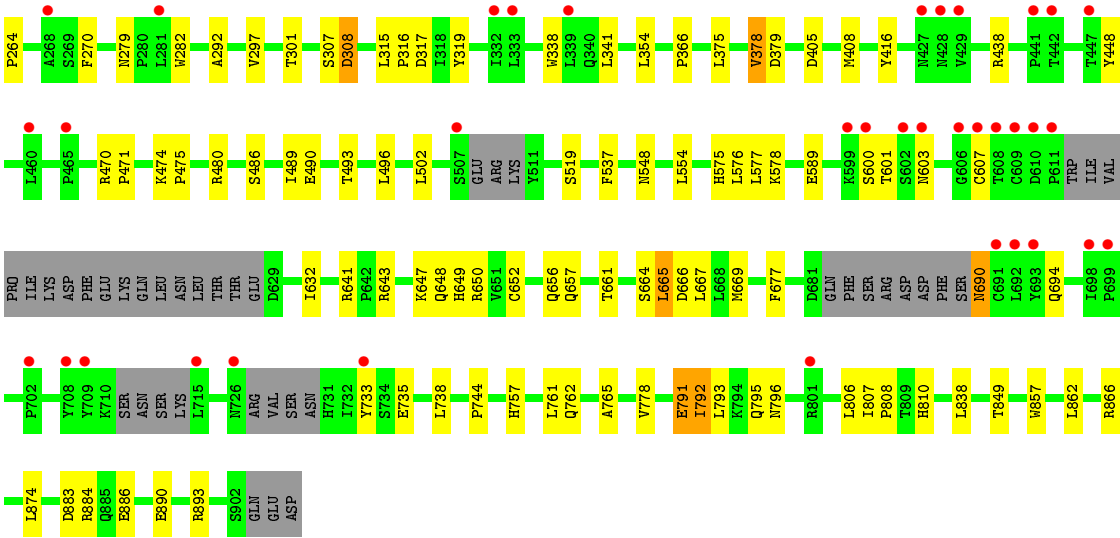 P264 A268 S269 F270 N279 P280 L281 W282 A292 V297 T301 S307 D308 L315 P316 D317 I318 Y319 I332 L333 W338 L339 Q340 L341 L354 P366 L375 V378 D379 D405 M408 Y416 N427 N428 V429 R438 P441 T442 T447 Y448
L460 P465 R470 P471 K474 P475 R480 S486 I489 E490 T493 L496 L502 S507 GLU ARG LYS Y511 S519 F537 N548 L554 H575 L576 L577 K578 E589 K599 S600 T601 S602 N603 G606 C607 T608 C609 D610 P611 TRP ILE VAL
PRO ILE LYS ASP PHE GLU LYS GLN LEU ASN LEU THR THR GLU D629 I632 R641 P642 R643 K647 Q648 H649 R650 V651 C652 Q656 Q657 T661 S664 L665 D666 L667 L668 M669 F677 D681 GLN PHE SER ARG ASP ASP PHE SER N690 C691 L692 Y693 Q694 I698 P699
P702 Y708 Y709 K710 SER ASN SER LYS L715 N726 ARG VAL SER ASN H731 I732 Y733 S734 E735 L738 P744 H757 L761 Q762 A765 V778 E791 I792 L793 K794 Q795 N796 R801 L806 I807 P808 T809 H810 L838 T849 W857 L862 R866
L874 D883 R884 Q885 E886 E890 R893 S902 GLN GLU ASP